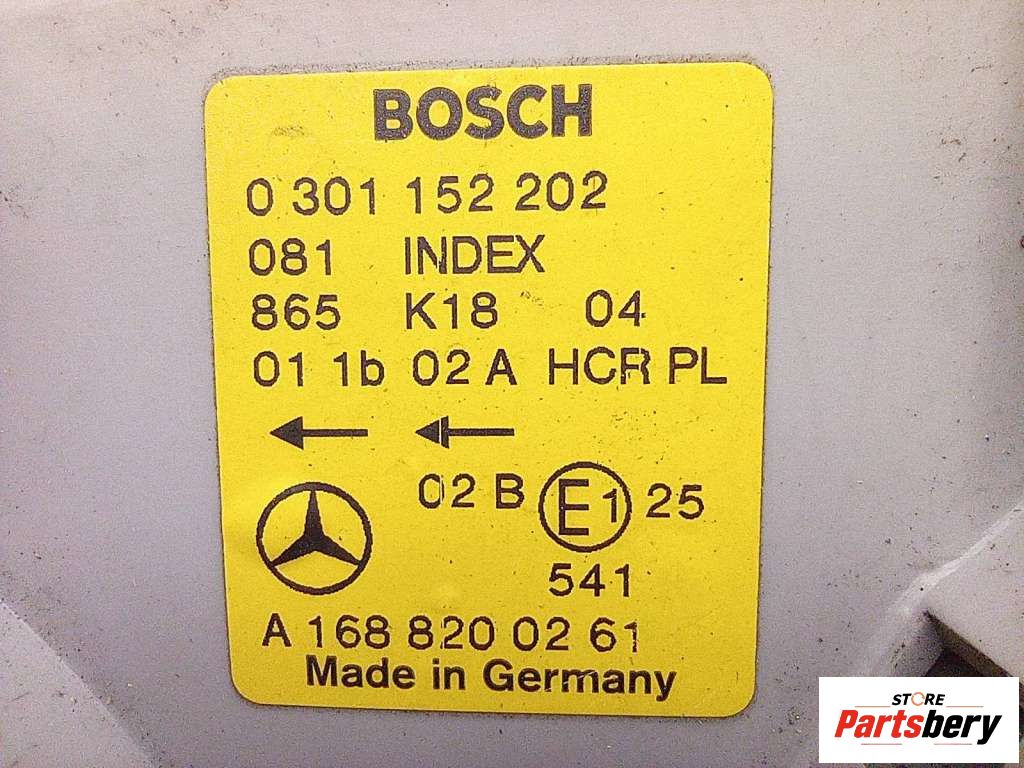 BOSCH
0 301 152 202
081 INDEX
865 K18 04
01 1b 02 A HCR PL
02 B E1 25
541
A 168 820 02 61
Made in Germany
STORE
Partsbery